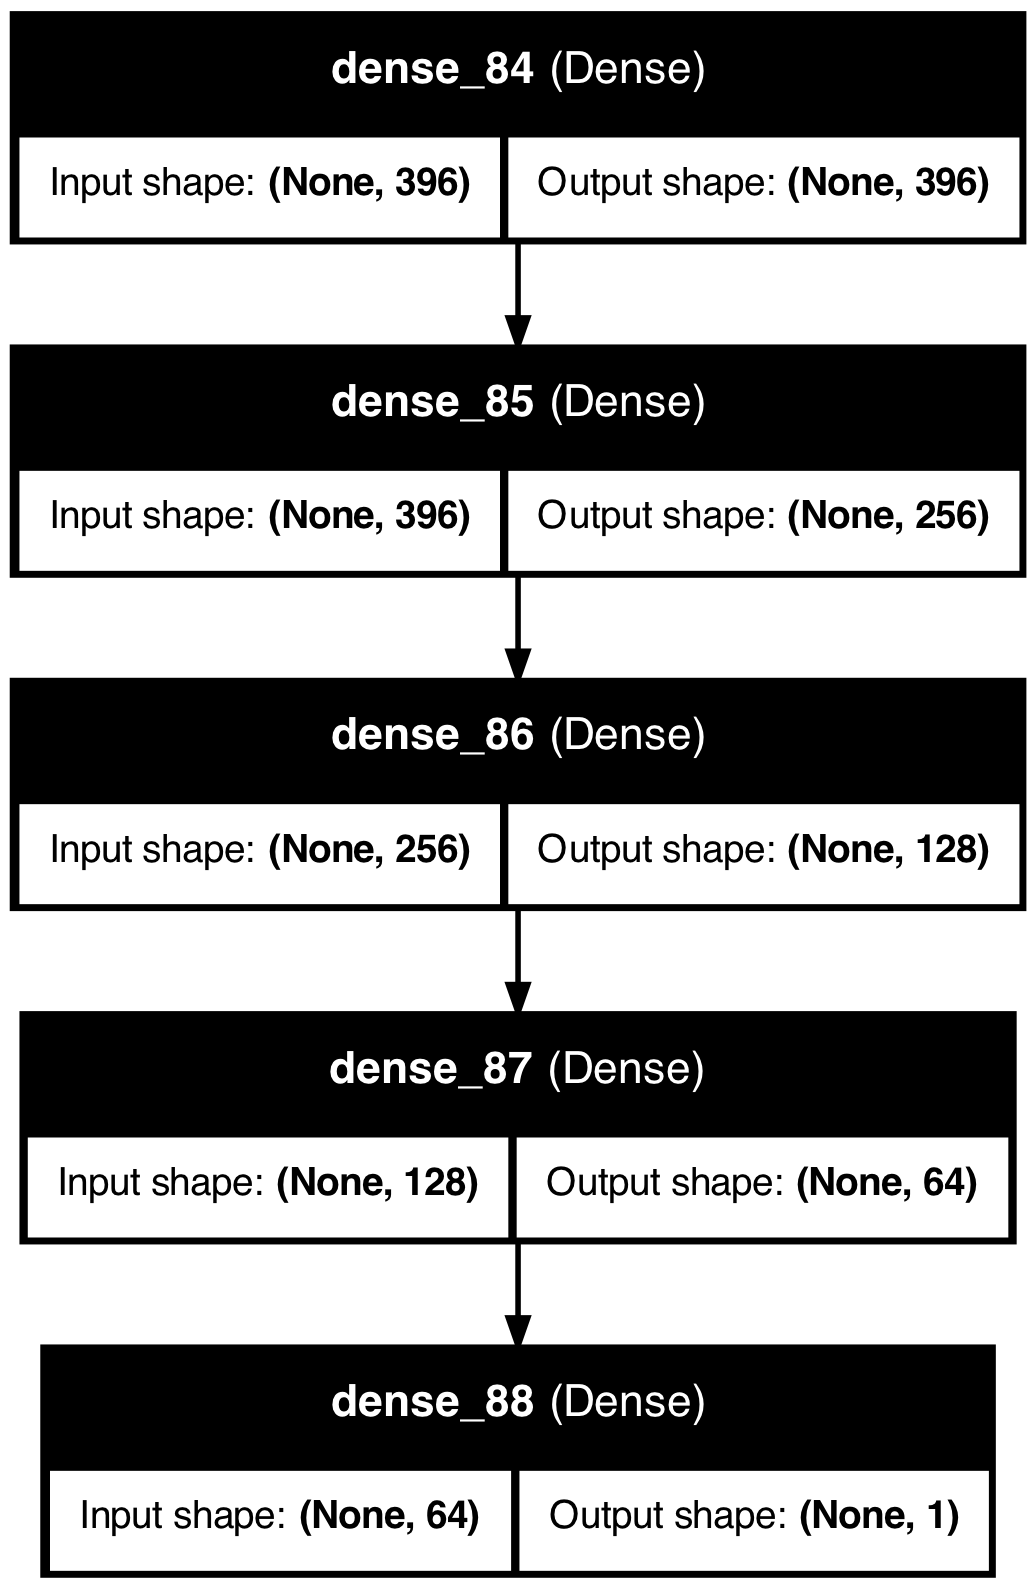 dense_84 (Dense)
Input shape: (None, 396) Output shape: (None, 396)
dense_85 (Dense)
Input shape: (None, 396) Output shape: (None, 256)
dense_86 (Dense)
Input shape: (None, 256) Output shape: (None, 128)
dense_87 (Dense)
Input shape: (None, 128) Output shape: (None, 64)
dense_88 (Dense)
Input shape: (None, 64) Output shape: (None, 1)